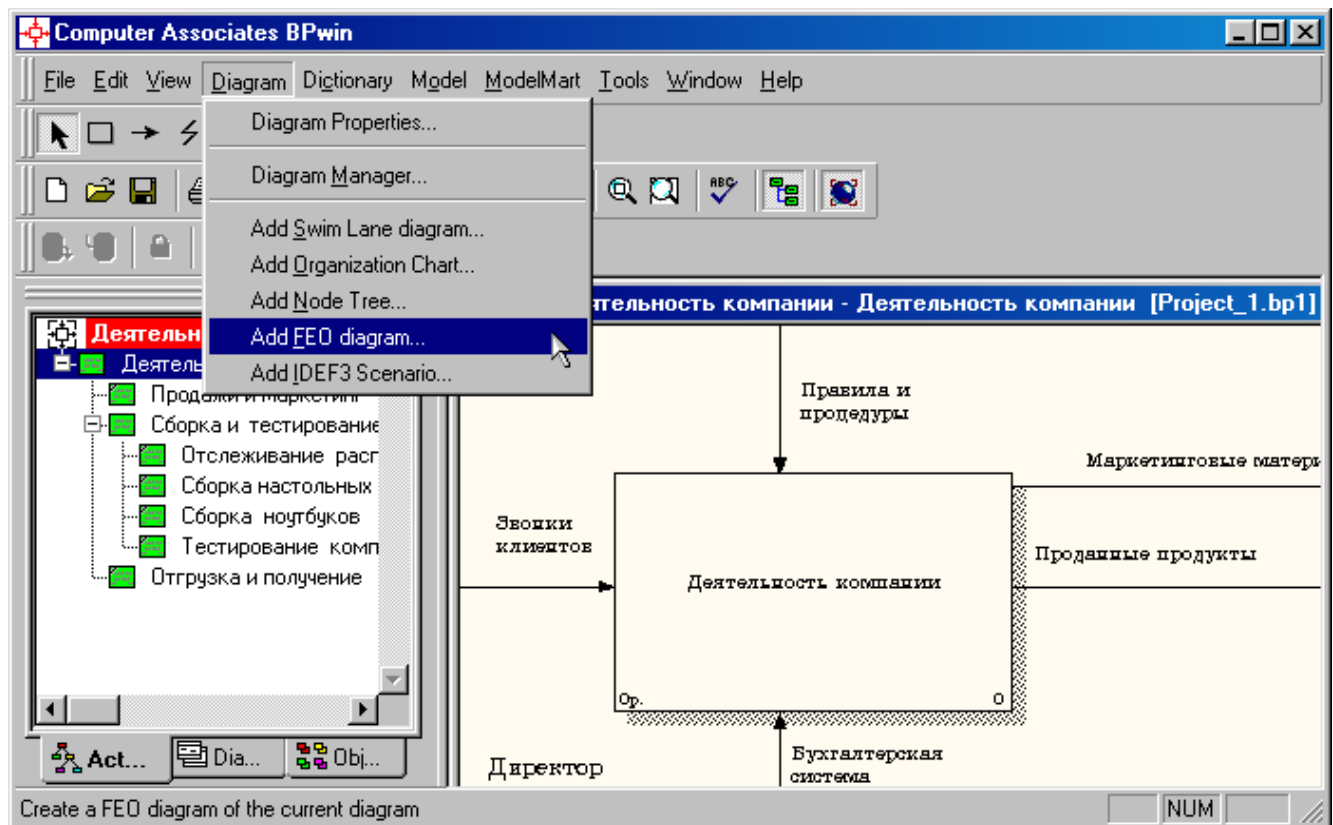 Computer Associates BPwin
File Edit View Diagram Dictionary Model ModelMart Tools Window Help
Diagram Properties...
Diagram Manager...
Add Swim Lane diagram...
Add Organization Chart...
Add Node Tree...
Add FEO diagram...
Add IDEF3 Scenario...
ABC
тельность компании - Деятельность компании [Project_1.bp1]
Деятельн
Деятель
Продажи и маркетинг
Сборка и тестирование
Отслеживание расп
Сборка настольных
Сборка ноутбуков
Тестирование комп
Отгрузка и получение
Правила и
процедуры
Маркетинговые матери
Звонки
клиентов
Проданные продукты
Деятельность компании
0р. 0
Бухгалтерская
система
Директор
Act... Dia... Obj...
Create a FEO diagram of the current diagram NUM